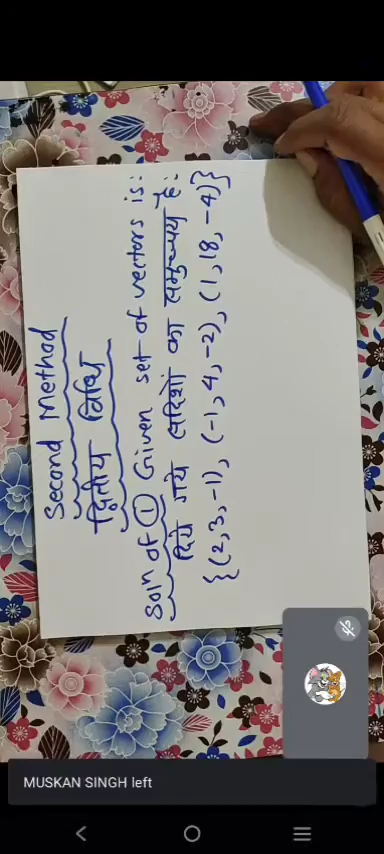 Second Method
द्वितीय विधि
Soln of ① Given set of vectors is:
दिये गये सदिशों का समुच्चय है:
{(2,3,-1), (-1,4,-2), (1,18,-4)}
MUSKAN SINGH left